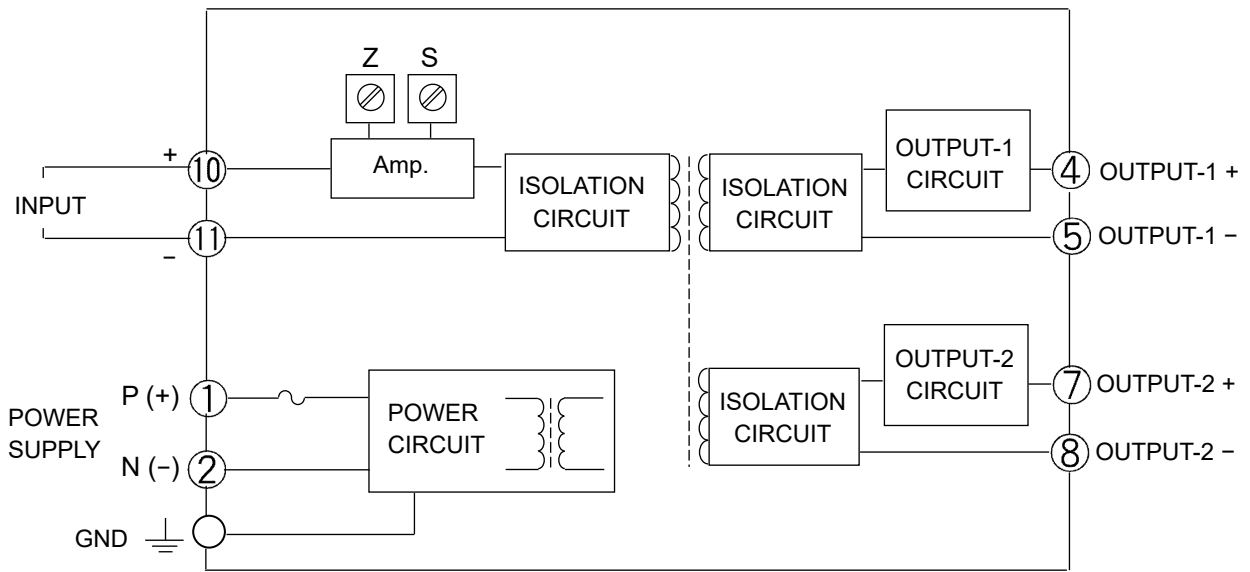 Z
S
+
10
Amp.
INPUT
11
−
ISOLATION
CIRCUIT
ISOLATION
CIRCUIT
OUTPUT-1
CIRCUIT
4
OUTPUT-1 +
5
OUTPUT-1 −
POWER
SUPPLY
P (+)
1
N (−)
2
GND
POWER
CIRCUIT
ISOLATION
CIRCUIT
OUTPUT-2
CIRCUIT
7
OUTPUT-2 +
8
OUTPUT-2 −